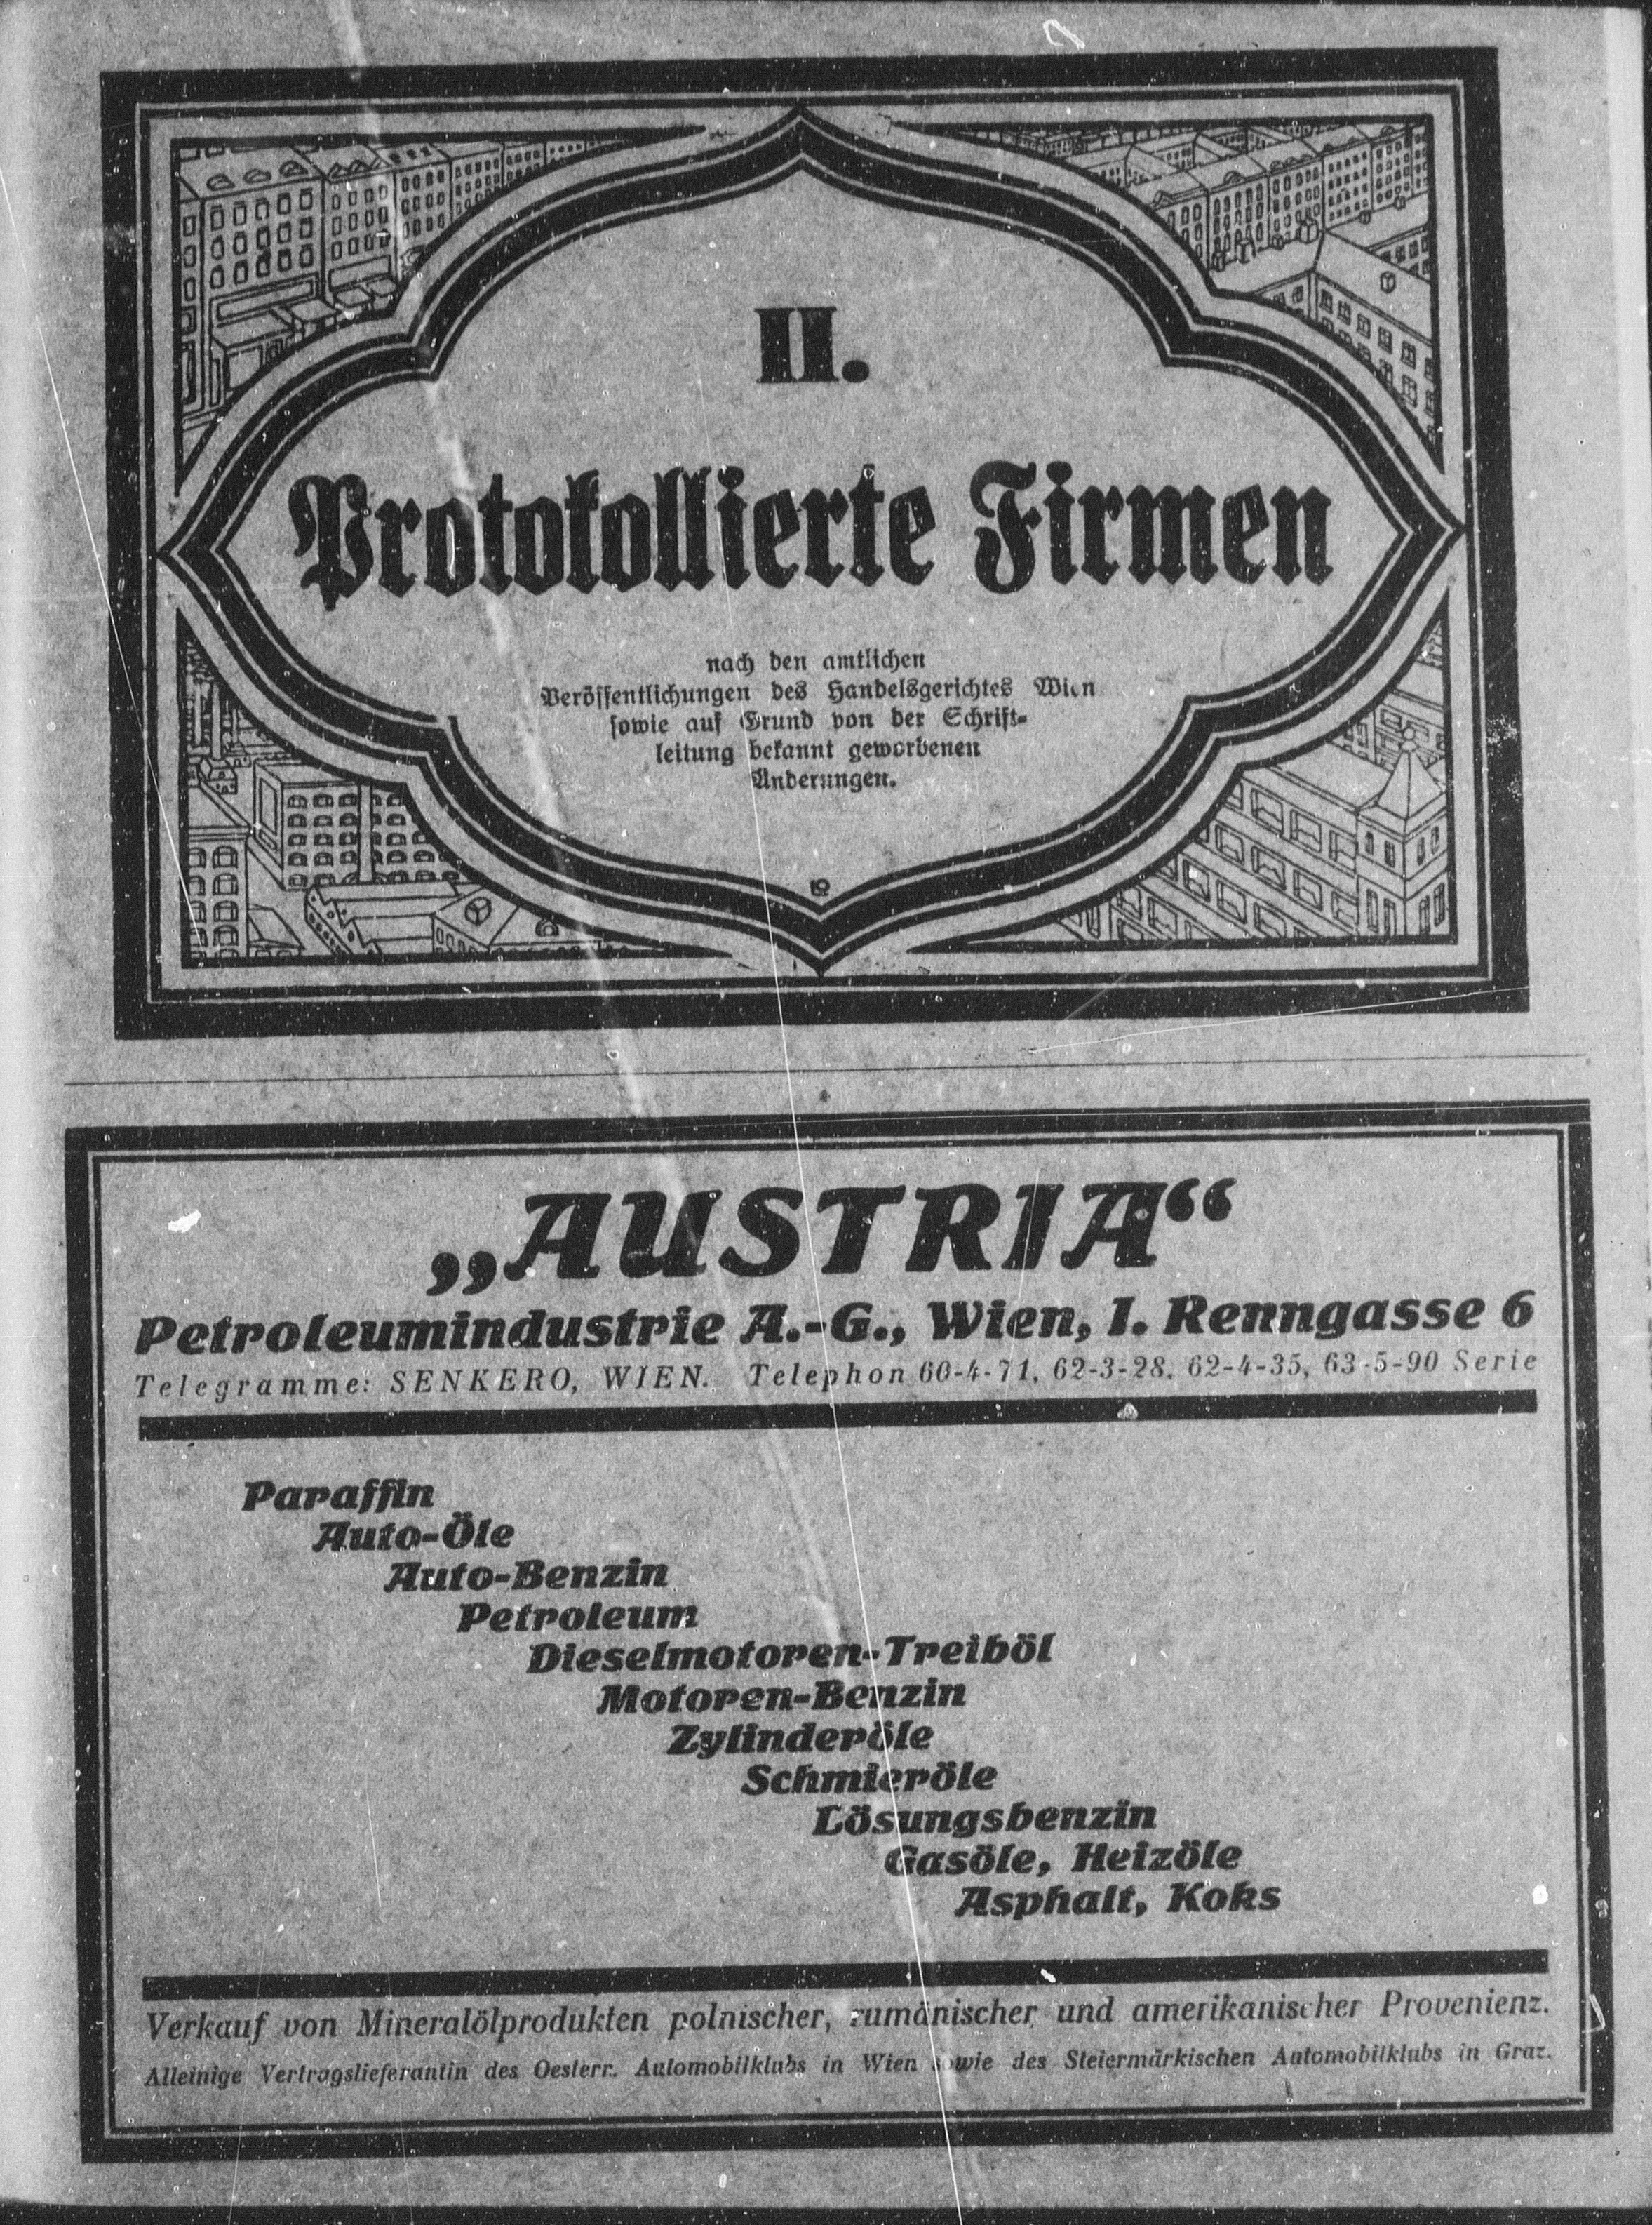 II.
Protokollierte Firmen
nach den amtlichen
Veröffentlichungen des Handelsgerichtes Wien
sowie auf Grund von der Schrift-
leitung bekannt gewordenen
Änderungen.
„AUSTRIA“
Petroleumindustrie A.-G., Wien, I. Renngasse 6
Telegramme: SENKERO, WIEN. Telephon 60-4-71, 62-3-28, 62-4-35, 63-5-90 Serie
Paraffin
Auto-Öle
Auto-Benzin
Petroleum
Dieselmotoren-Treiböl
Motoren-Benzin
Zylinderöle
Schmieröle
Lösungsbenzin
Gasöle, Heizöle
Asphalt, Koks
Verkauf von Mineralölprodukten polnischer, rumänischer und amerikanischer Provenienz.
Alleinige Vertragslieferantin des Oesterr. Automobilklubs in Wien sowie des Steiermärkischen Automobilklubs in Graz.